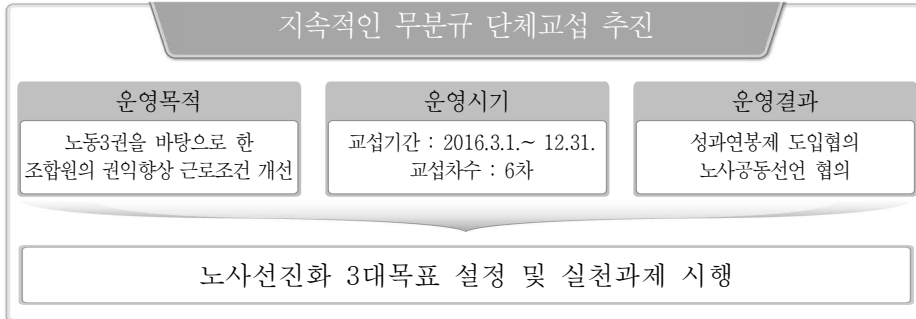 지속적인 무분규 단체교섭 추진
운영목적
노동3권을 바탕으로 한
조합원의 권익향상 근로조건 개선
운영시기
교섭기간 : 2016.3.1.~ 12.31.
교섭차수 : 6차
운영결과
성과연봉제 도입협의
노사공동선언 협의
노사선진화 3대목표 설정 및 실천과제 시행